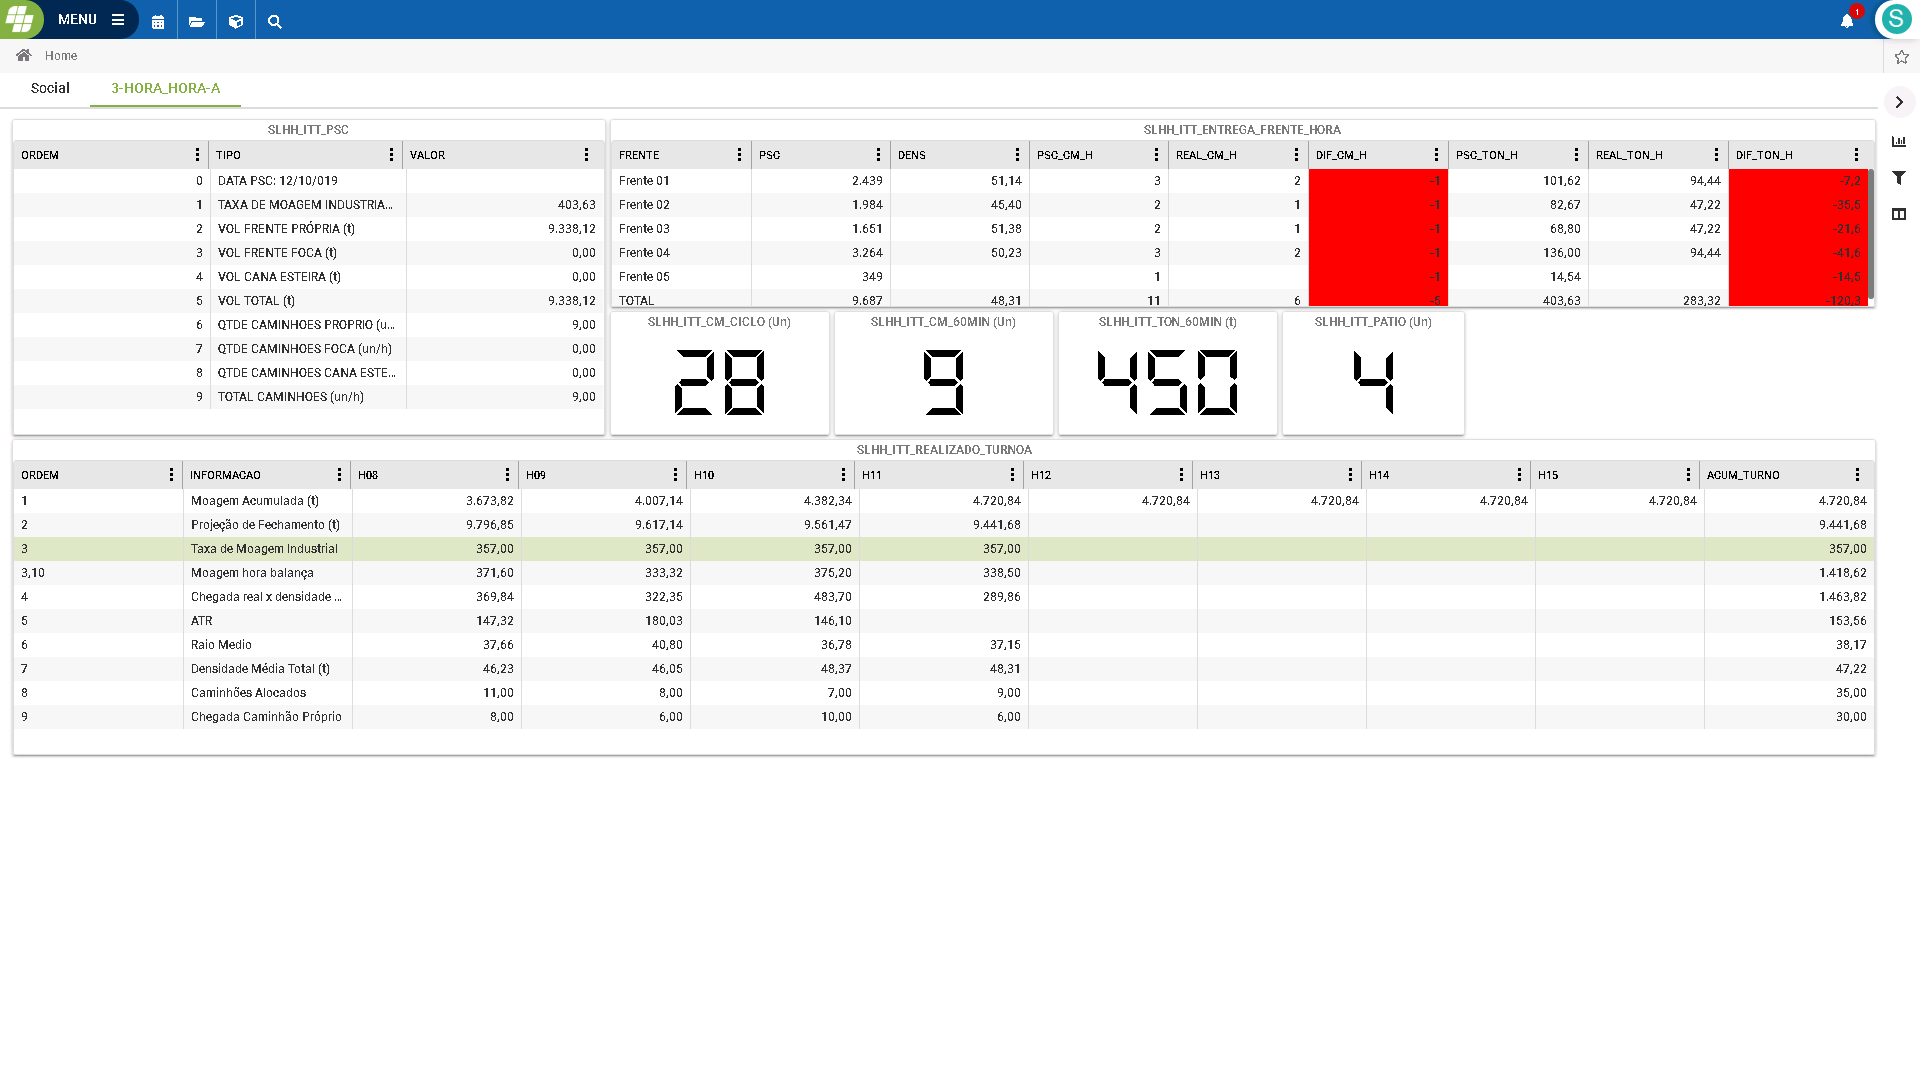 MENU
1
S
Home
Social 3-HORA_HORA-A
SLHH_ITT_PSC
ORDEM TIPO VALOR
0 DATA PSC: 12/10/019
1 TAXA DE MOAGEM INDUSTRIA... 403,63
2 VOL FRENTE PRÓPRIA (t) 9.338,12
3 VOL FRENTE FOCA (t) 0,00
4 VOL CANA ESTEIRA (t) 0,00
5 VOL TOTAL (t) 9.338,12
6 QTDE CAMINHOES PROPRIO (u... 9,00
7 QTDE CAMINHOES FOCA (un/h) 0,00
8 QTDE CAMINHOES CANA ESTE... 0,00
9 TOTAL CAMINHOES (un/h) 9,00
SLHH_ITT_ENTREGA_FRENTE_HORA
FRENTE PSC DENS PSC_CM_H REAL_CM_H DIF_CM_H PSC_TON_H REAL_TON_H DIF_TON_H
Frente 01 2.439 51,14 3 2 -1 101,62 94,44 -7,2
Frente 02 1.984 45,40 2 1 -1 82,67 47,22 -35,5
Frente 03 1.651 51,38 2 1 -1 68,80 47,22 -21,6
Frente 04 3.264 50,23 3 2 -1 136,00 94,44 -41,6
Frente 05 349 1 -1 14,54 -14,5
TOTAL 9.687 48,31 11 6 -5 403,63 283,32 -120,3
SLHH_ITT_CM_CICLO (Un)
28
SLHH_ITT_CM_60MIN (Un)
9
SLHH_ITT_TON_60MIN (t)
450
SLHH_ITT_PATIO (Un)
4
SLHH_ITT_REALIZADO_TURNOA
ORDEM INFORMACAO H08 H09 H10 H11 H12 H13 H14 H15 ACUM_TURNO
1 Moagem Acumulada (t) 3.673,82 4.007,14 4.382,34 4.720,84 4.720,84 4.720,84 4.720,84 4.720,84 4.720,84
2 Projeção de Fechamento (t) 9.796,85 9.617,14 9.561,47 9.441,68 9.441,68
3 Taxa de Moagem Industrial 357,00 357,00 357,00 357,00 357,00
3,10 Moagem hora balança 371,60 333,32 375,20 338,50 1.418,62
4 Chegada real x densidade ... 369,84 322,35 483,70 289,86 1.463,82
5 ATR 147,32 180,03 146,10 153,56
6 Raio Medio 37,66 40,80 36,78 37,15 38,17
7 Densidade Média Total (t) 46,23 46,05 48,37 48,31 47,22
8 Caminhões Alocados 11,00 8,00 7,00 9,00 35,00
9 Chegada Caminhão Próprio 8,00 6,00 10,00 6,00 30,00